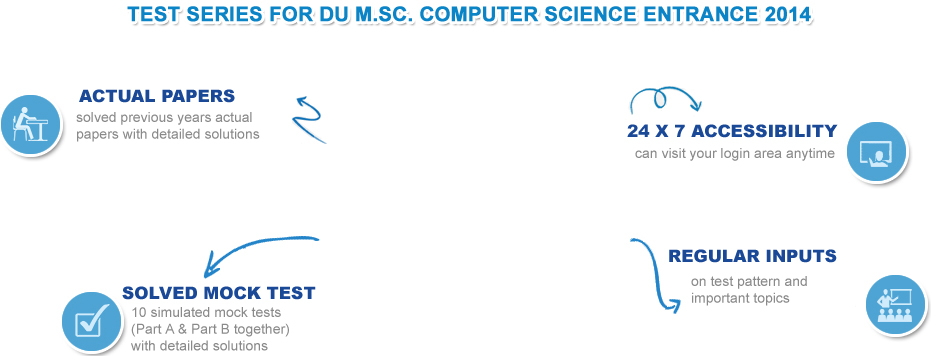 TEST SERIES FOR DU M.SC. COMPUTER SCIENCE ENTRANCE 2014
ACTUAL PAPERS
solved previous years actual
papers with detailed solutions
24 X 7 ACCESSIBILITY
can visit your login area anytime
SOLVED MOCK TEST
10 simulated mock tests
(Part A & Part B together)
with detailed solutions
REGULAR INPUTS
on test pattern and
important topics